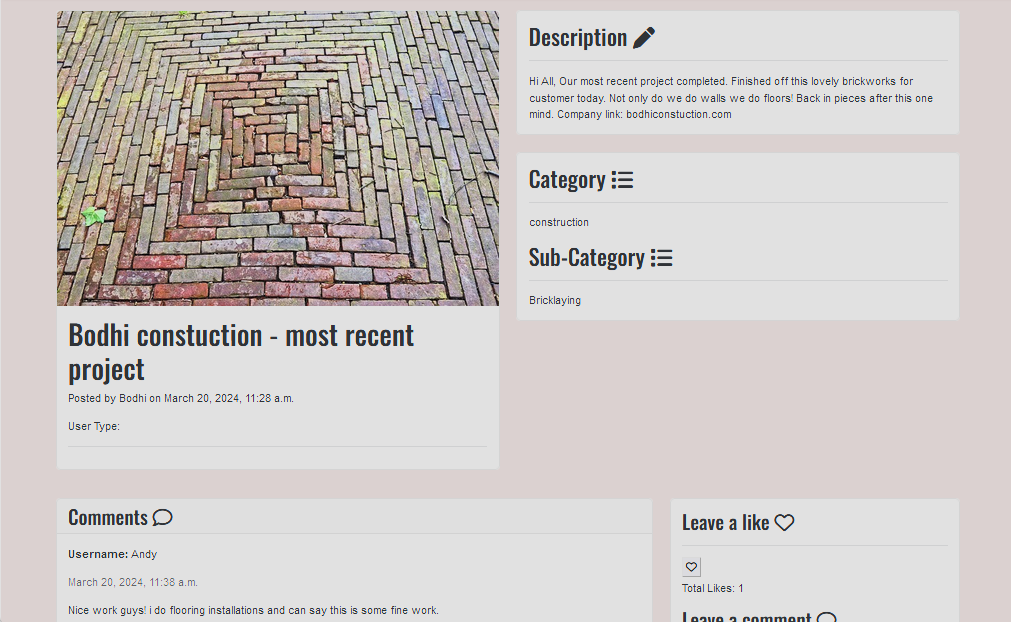 Bodhi constuction - most recent
project
Posted by Bodhi on March 20, 2024, 11:28 a.m.
User Type:
Description
Hi All, Our most recent project completed. Finished off this lovely brickworks for
customer today. Not only do we do walls we do floors! Back in pieces after this one
mind. Company link: bodhiconstuction.com
Category
construction
Sub-Category
Bricklaying
Comments
Username: Andy
March 20, 2024, 11:38 a.m.
Nice work guys! i do flooring installations and can say this is some fine work.
Leave a like
Total Likes: 1
Leave a comment